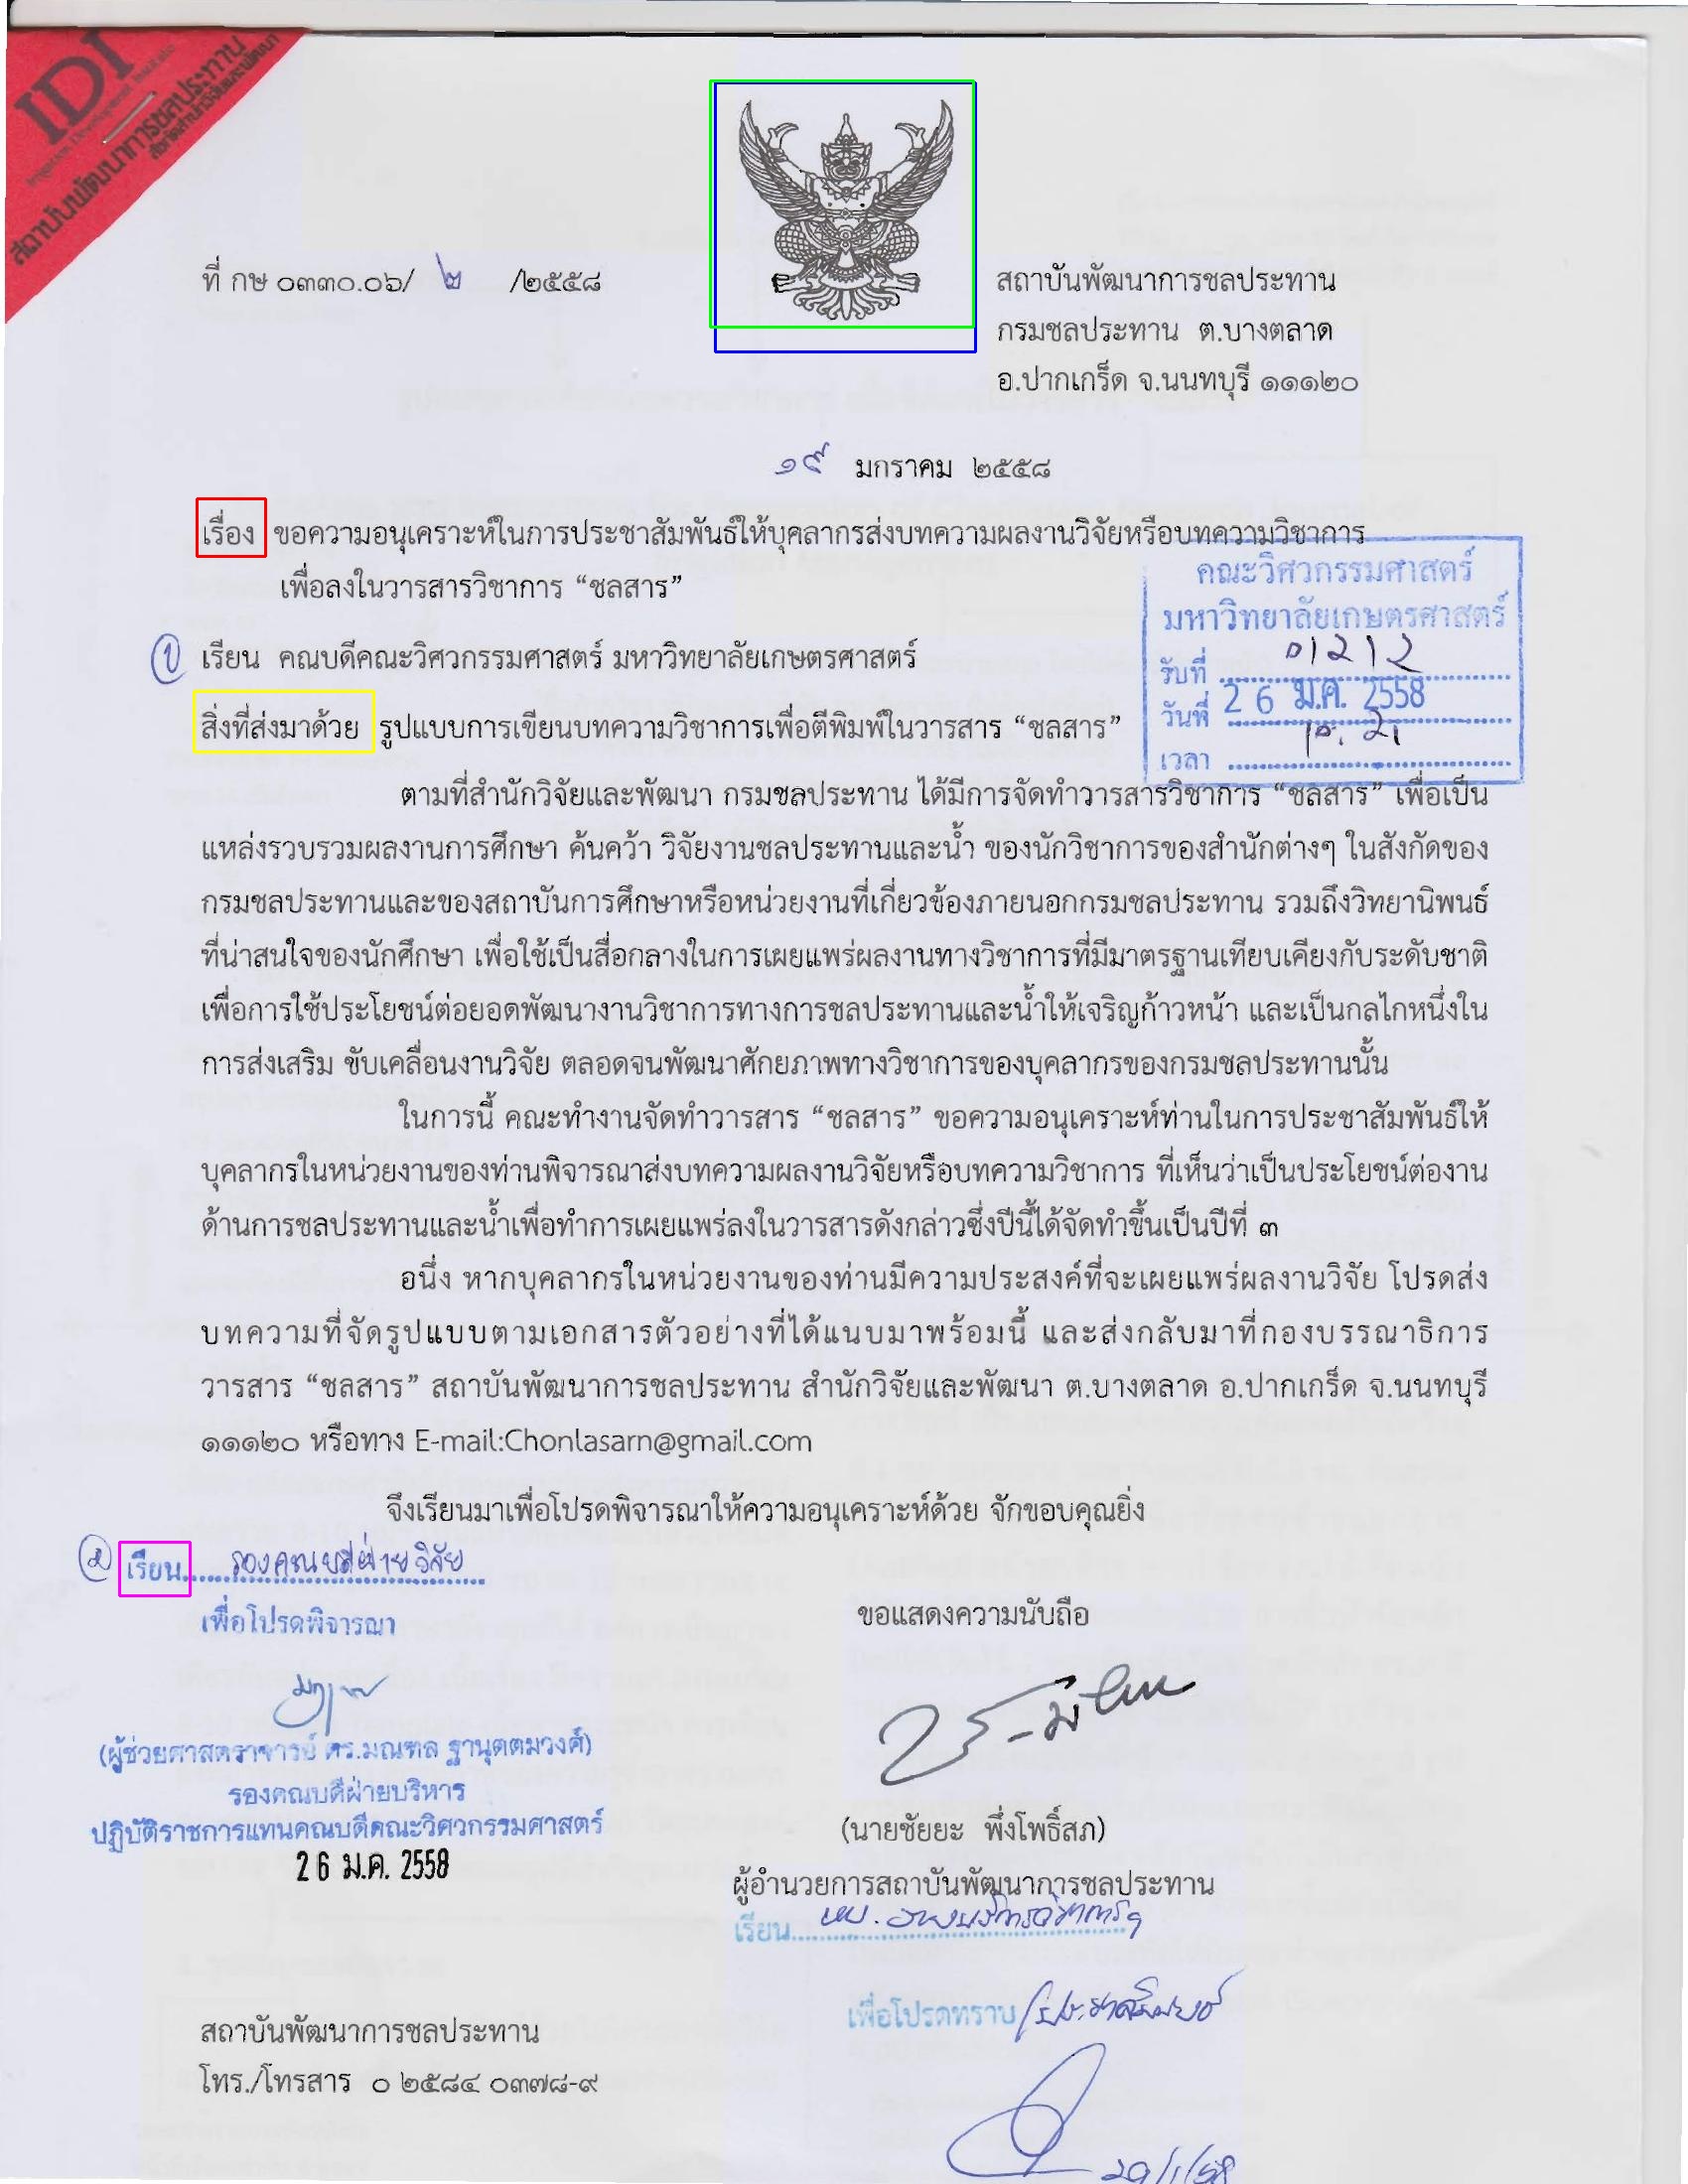 IDI
Irrigation Development Institute
สถาบันพัฒนาการชลประทาน
สังกัดสำนักวิจัยและพัฒนา
ที่ กษ ๐๓๓๐.๐๖/ ๒ /๒๕๕๘
สถาบันพัฒนาการชลประทาน
กรมชลประทาน ต.บางตลาด
อ.ปากเกร็ด จ.นนทบุรี ๑๑๑๒๐
๑๙ มกราคม ๒๕๕๘
เรื่อง ขอความอนุเคราะห์ในการประชาสัมพันธ์ให้บุคลากรส่งบทความผลงานวิจัยหรือบทความวิชาการ
เพื่อลงในวารสารวิชาการ “ชลสาร”
คณะวิศวกรรมศาสตร์
มหาวิทยาลัยเกษตรศาสตร์
รับที่ 01212
วันที่ 26 ม.ค. 2558
เวลา 10.21
① เรียน คณบดีคณะวิศวกรรมศาสตร์ มหาวิทยาลัยเกษตรศาสตร์
สิ่งที่ส่งมาด้วย รูปแบบการเขียนบทความวิชาการเพื่อตีพิมพ์ในวารสาร “ชลสาร”
ตามที่สำนักวิจัยและพัฒนา กรมชลประทาน ได้มีการจัดทำวารสารวิชาการ “ชลสาร” เพื่อเป็น
แหล่งรวบรวมผลงานการศึกษา ค้นคว้า วิจัยงานชลประทานและน้ำ ของนักวิชาการของสำนักต่างๆ ในสังกัดของ
กรมชลประทานและของสถาบันการศึกษาหรือหน่วยงานที่เกี่ยวข้องภายนอกกรมชลประทาน รวมถึงวิทยานิพนธ์
ที่น่าสนใจของนักศึกษา เพื่อใช้เป็นสื่อกลางในการเผยแพร่ผลงานทางวิชาการที่มีมาตรฐานเทียบเคียงกับระดับชาติ
เพื่อการใช้ประโยชน์ต่อยอดพัฒนางานวิชาการทางการชลประทานและน้ำให้เจริญก้าวหน้า และเป็นกลไกหนึ่งใน
การส่งเสริม ขับเคลื่อนงานวิจัย ตลอดจนพัฒนาศักยภาพทางวิชาการของบุคลากรของกรมชลประทานนั้น
ในการนี้ คณะทำงานจัดทำวารสาร “ชลสาร” ขอความอนุเคราะห์ท่านในการประชาสัมพันธ์ให้
บุคลากรในหน่วยงานของท่านพิจารณาส่งบทความผลงานวิจัยหรือบทความวิชาการ ที่เห็นว่าเป็นประโยชน์ต่องาน
ด้านการชลประทานและน้ำเพื่อทำการเผยแพร่ลงในวารสารดังกล่าวซึ่งปีนี้ได้จัดทำขึ้นเป็นปีที่ ๓
อนึ่ง หากบุคลากรในหน่วยงานของท่านมีความประสงค์ที่จะเผยแพร่ผลงานวิจัย โปรดส่ง
บทความที่จัดรูปแบบตามเอกสารตัวอย่างที่ได้แนบมาพร้อมนี้ และส่งกลับมาที่กองบรรณาธิการ
วารสาร “ชลสาร” สถาบันพัฒนาการชลประทาน สำนักวิจัยและพัฒนา ต.บางตลาด อ.ปากเกร็ด จ.นนทบุรี
๑๑๑๒๐ หรือทาง E-mail:Chonlasarn@gmail.com
จึงเรียนมาเพื่อโปรดพิจารณาให้ความอนุเคราะห์ด้วย จักขอบคุณยิ่ง
② เรียน รองคณบดีฝ่ายวิจัย
เพื่อโปรดพิจารณา
(ผู้ช่วยศาสตราจารย์ ดร.มณฑล ฐานุตตมวงศ์)
รองคณบดีฝ่ายบริหาร
ปฏิบัติราชการแทนคณบดีคณะวิศวกรรมศาสตร์
26 ม.ค. 2558
ขอแสดงความนับถือ
(นายชัยยะ พึ่งโพธิ์สภ)
ผู้อำนวยการสถาบันพัฒนาการชลประทาน
เรียน
เพื่อโปรดทราบ/ประชาสัมพันธ์
สถาบันพัฒนาการชลประทาน
โทร./โทรสาร ๐ ๒๕๘๔ ๐๓๗๘-๙